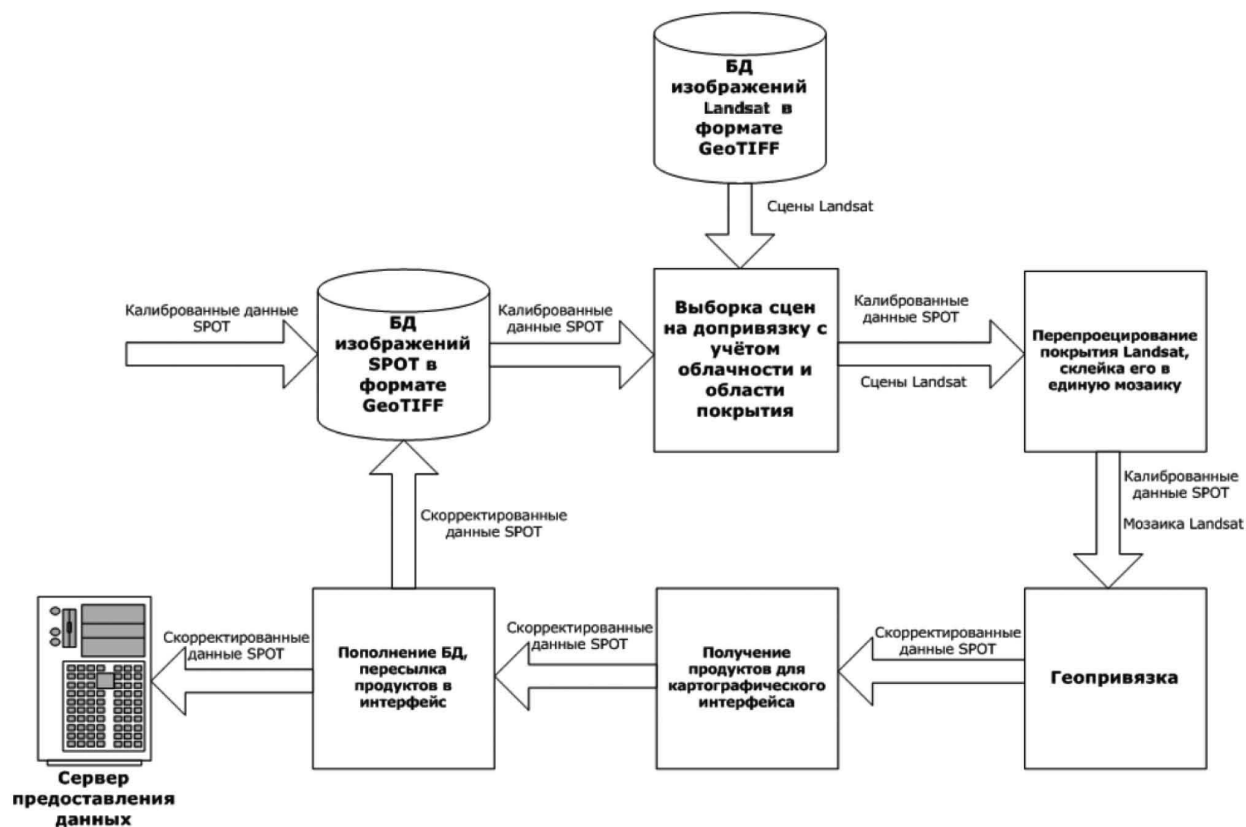 БД
изображений
Landsat в
формате
GeoTIFF
Сцены Landsat
Калиброванные данные
SPOT
БД
изображений
SPOT в
формате
GeoTIFF
Калиброванные
данные SPOT
Выборка сцен
на допривязку с
учётом
облачности и
области
покрытия
Калиброванные
данные SPOT
Сцены Landsat
Перепроецирование
покрытия Landsat,
склейка его в
единую мозаику
Калиброванные
данные SPOT
Мозаика Landsat
Скорректированные
данные SPOT
Геопривязка
Скорректированные
данные SPOT
Получение
продуктов для
картографического
интерфейса
Скорректированные
данные SPOT
Пополнение БД,
пересылка
продуктов в
интерфейс
Скорректированные
данные SPOT
Сервер
предоставления
данных